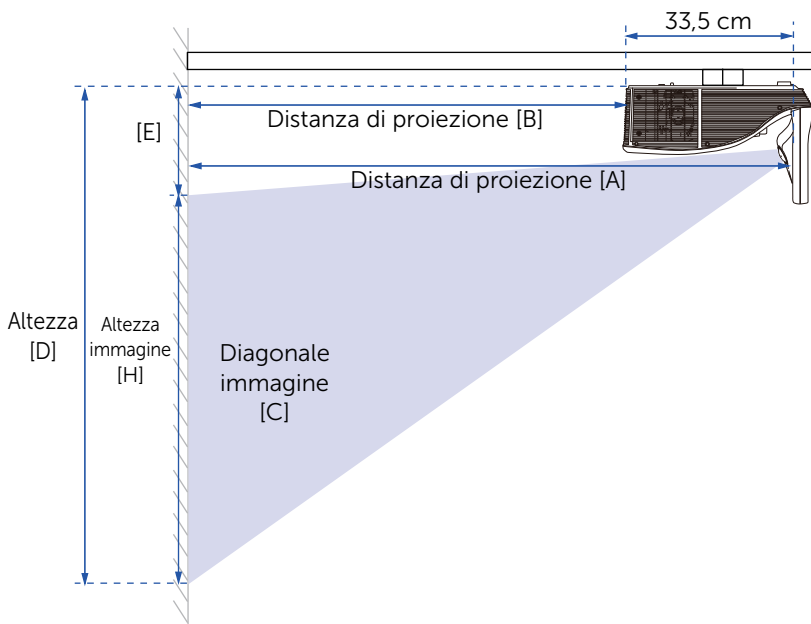 33,5 cm
Distanza di proiezione [B]
[E]
Distanza di proiezione [A]
Altezza
[D]
Altezza
immagine
[H]
Diagonale
immagine
[C]